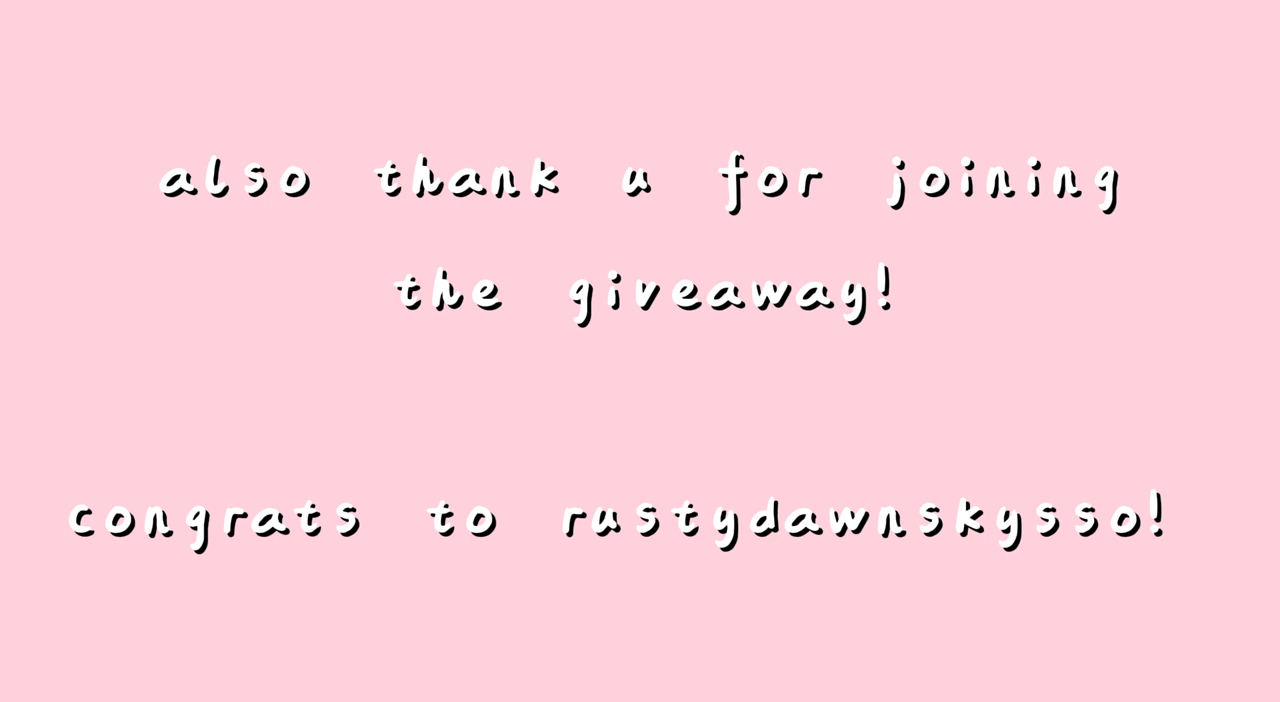 also thank u for joining
the giveaway!
congrats to rustydawnskysso!